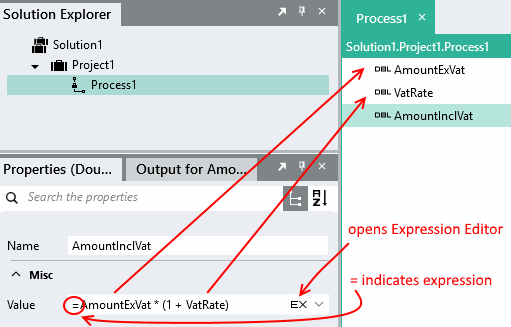 Solution Explorer
Solution1
Project1
Process1
Properties (Dou...
Output for Amo...
Search the properties
Name
AmountInclVat
Misc
Value
=AmountExVat * (1 + VatRate)
EX
Process1 ×
Solution1.Project1.Process1
DBL AmountExVat
DBL VatRate
DBL AmountInclVat
opens Expression Editor
= indicates expression